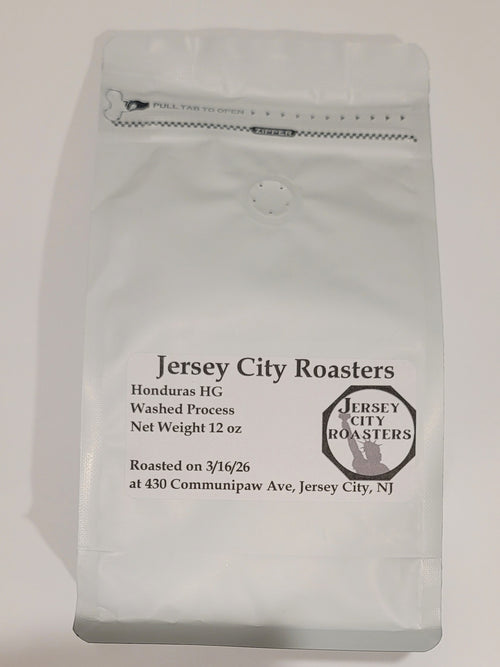 PULL TAB TO OPEN
ZIPPER
Jersey City Roasters
Honduras HG
Washed Process
Net Weight 12 oz
JERSEY
CITY
ROASTERS
Roasted on 3/16/26
at 430 Communipaw Ave, Jersey City, NJ